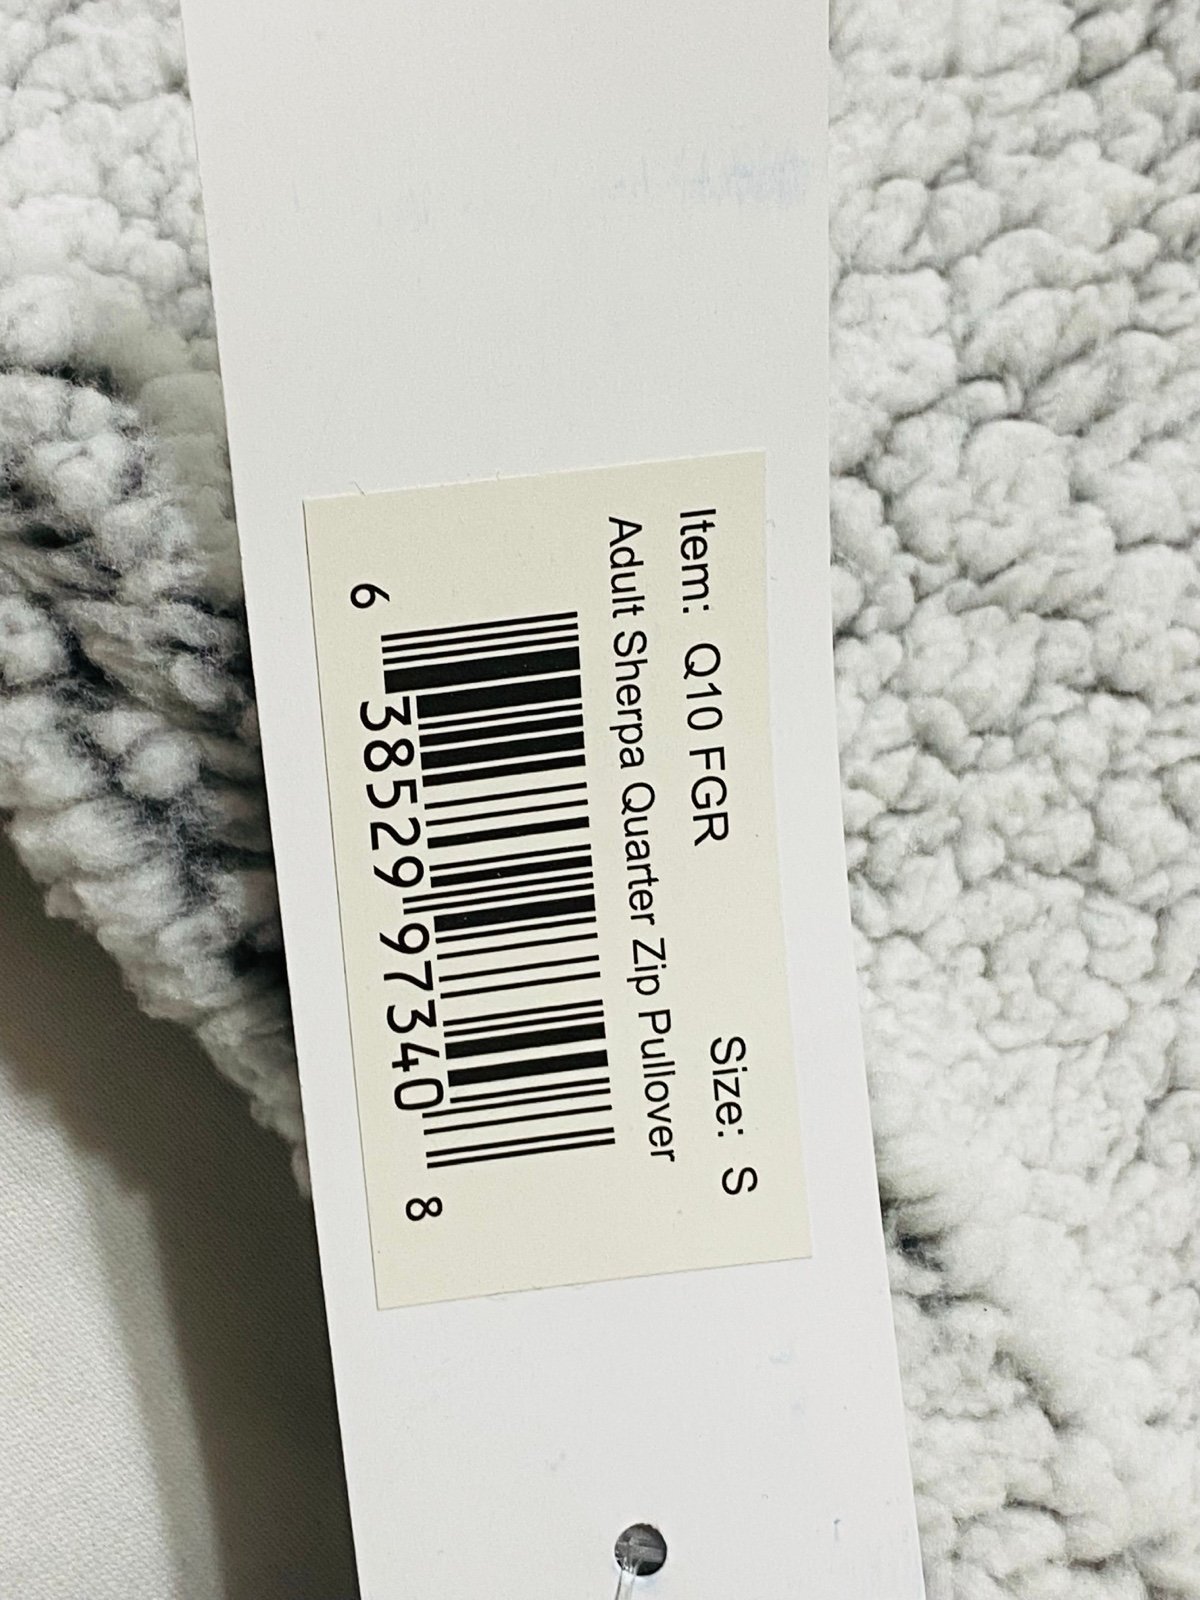 Item: Q10 FGR Size: S
Adult Sherpa Quarter Zip Pullover
6 38529 97340 8